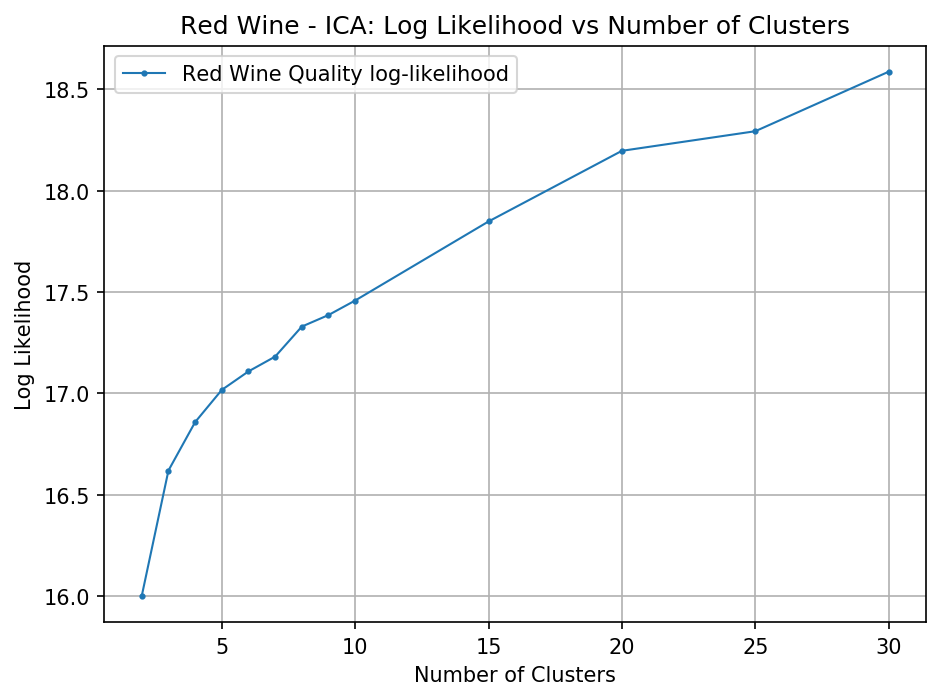 Red Wine - ICA: Log Likelihood vs Number of Clusters
Red Wine Quality log-likelihood
Log Likelihood
18.5
18.0
17.5
17.0
16.5
16.0
5 10 15 20 25 30
Number of Clusters